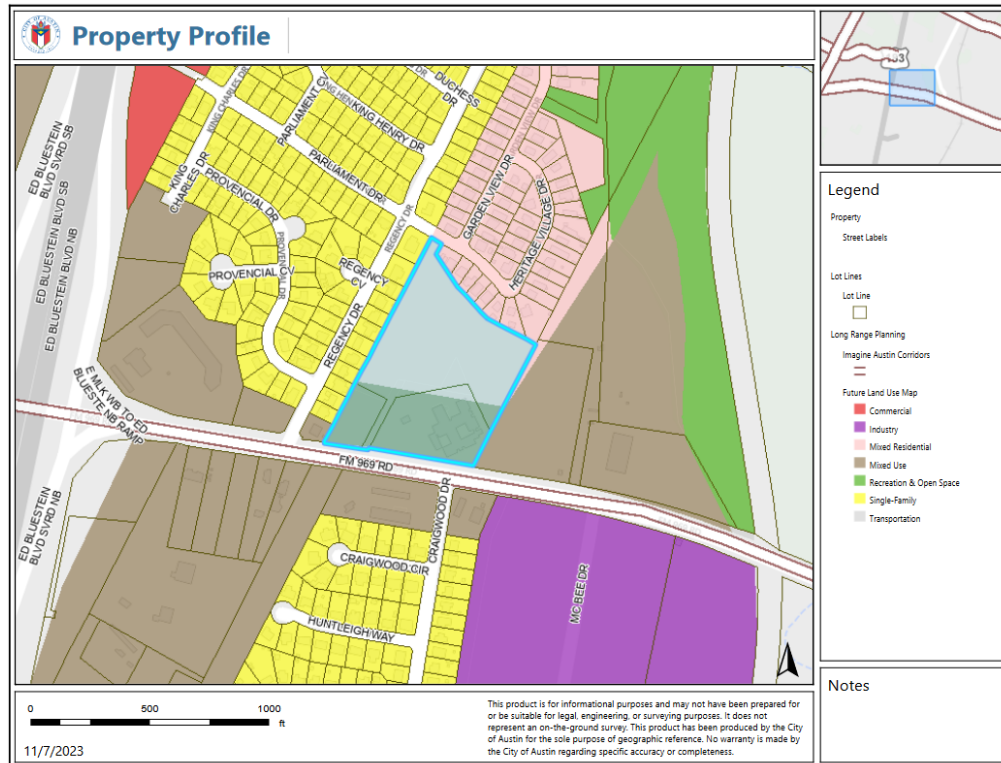 Property Profile
183
DUCHESS
DR
KING HENRY DR
KING CHARLES DR
PARLIAMENT CV
PARLIAMENT DR
KING
CHARLES DR
PROVENCIAL DR
PROVENCIAL DR
PROVENCIAL CV
REGENCY DR
REGENCY
CV
REGENCY DR
GARDEN VIEW DR
HERITAGE VILLAGE DR
ED BLUESTEIN
BLVD SVRD SB
ED BLUESTEIN BLVD SB
ED BLUESTEIN BLVD NB
E MLK WB TO ED
BLUESTE NB RAMP
ED BLUESTEIN
BLVD SVRD NB
FM 969 RD
CRAIGWOOD DR
CRAIGWOOD CIR
HUNTLEIGH WAY
MC BEE DR
Legend
Property
Street Labels
Lot Lines
Lot Line
Long Range Planning
Imagine Austin Corridors
Future Land Use Map
Commercial
Industry
Mixed Residential
Mixed Use
Recreation & Open Space
Single-Family
Transportation
Notes
0 500 1000
ft
11/7/2023
This product is for informational purposes and may not have been prepared for
or be suitable for legal, engineering, or surveying purposes. It does not
represent an on-the-ground survey. This product has been produced by the City
of Austin for the sole purpose of geographic reference. No warranty is made by
the City of Austin regarding specific accuracy or completeness.